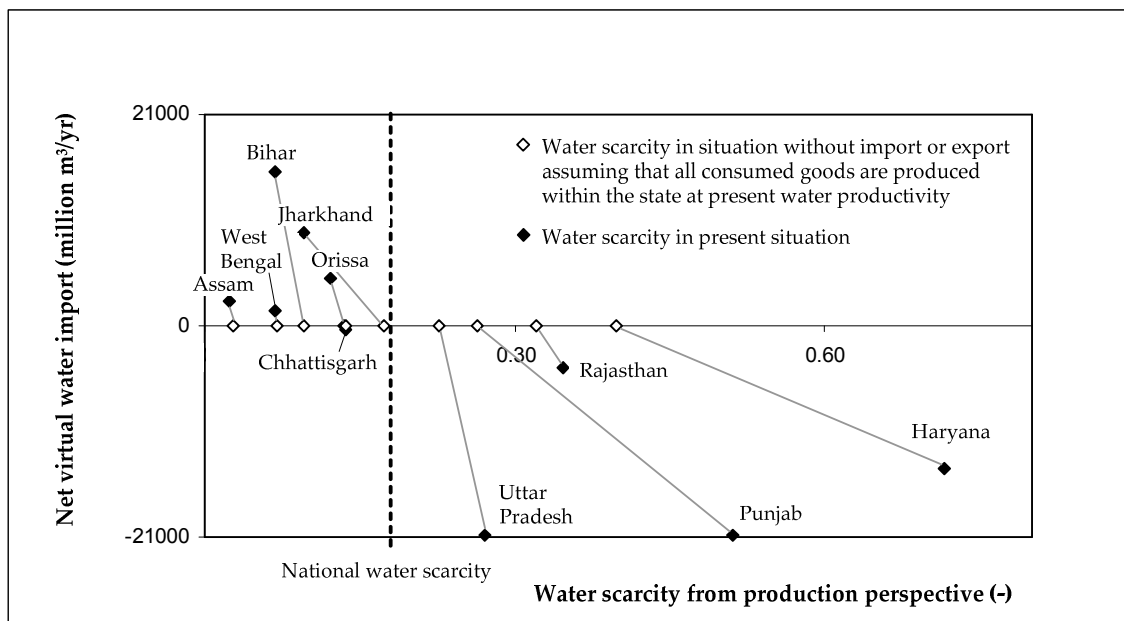 Net virtual water import (million m³/yr)
21000
0
-21000
Bihar
Jharkhand
West
Bengal
Orissa
Assam
Chhattisgarh
Water scarcity in situation without import or export
assuming that all consumed goods are produced
within the state at present water productivity
Water scarcity in present situation
0.30
0.60
Rajasthan
Haryana
Uttar
Pradesh
Punjab
National water scarcity
Water scarcity from production perspective (-)